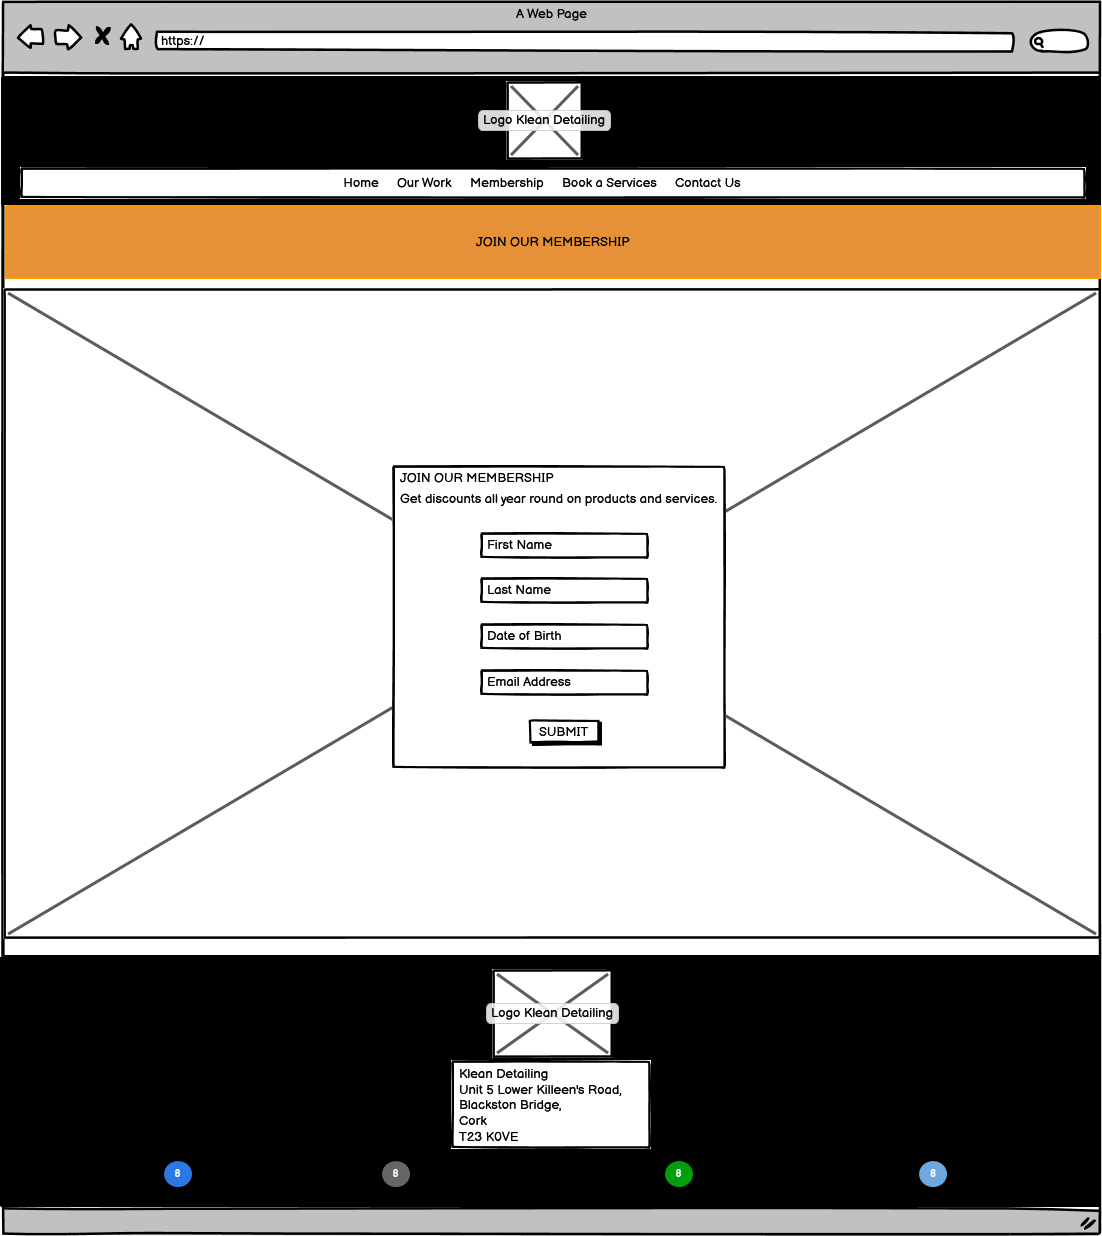 A Web Page
https://
Logo Klean Detailing
Home Our Work Membership Book a Services Contact Us
JOIN OUR MEMBERSHIP
JOIN OUR MEMBERSHIP
Get discounts all year round on products and services.
First Name
Last Name
Date of Birth
Email Address
SUBMIT
Logo Klean Detailing
Klean Detailing
Unit 5 Lower Killeen's Road,
Blackston Bridge,
Cork
T23 K0VE
8 8 8 8